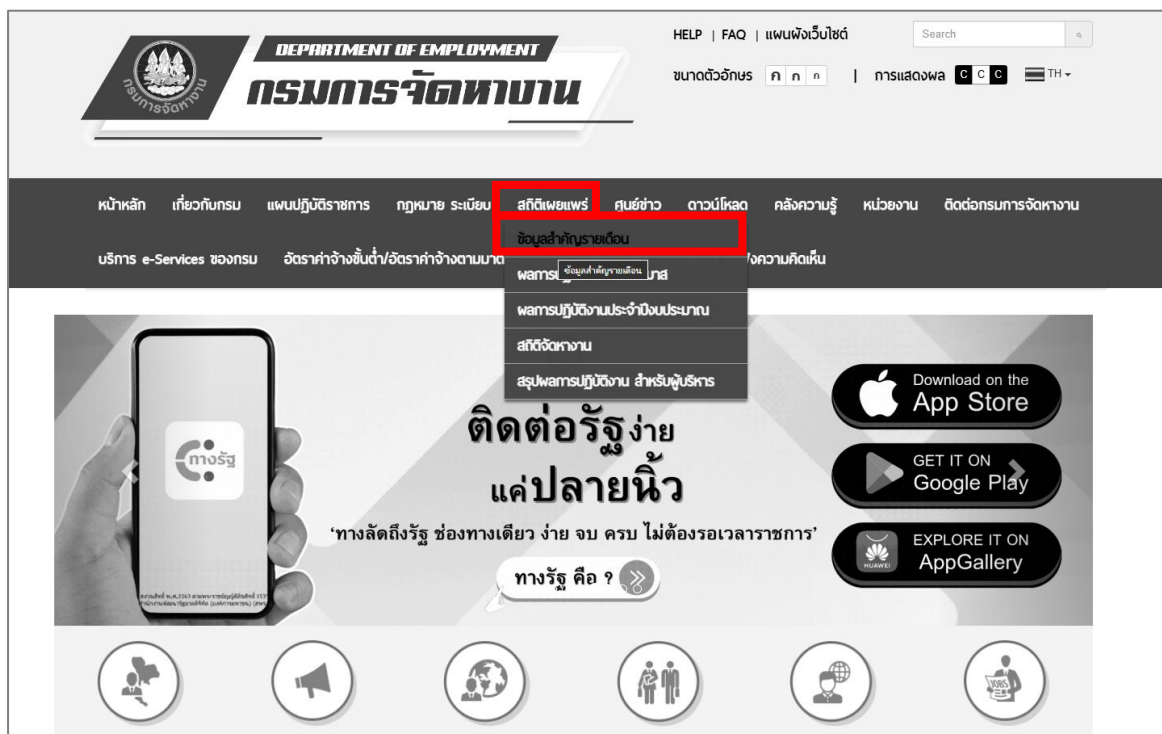 HELP | FAQ | แผนผังเว็บไซต์
Search
DEPARTMENT OF EMPLOYMENT
กรมการจัดหางาน
กรมการจัดหางาน
ขนาดตัวอักษร ก ก ก | การแสดงผล C C C TH
หน้าหลัก เกี่ยวกับกรม แผนปฏิบัติราชการ กฎหมาย ระเบียบ สถิติเผยแพร่ ศูนย์ข่าว ดาวน์โหลด คลังความรู้ หน่วยงาน ติดต่อกรมการจัดหางาน
ข้อมูลสำคัญรายเดือน
บริการ e-Services ของกรม อัตราค่าจ้างขั้นต่ำ/อัตราค่าจ้างตามมาต
ความคิดเห็น
ข้อมูลสำคัญรายเดือน
ผลการปฏิบัติงานประจำปีงบประมาณ
สถิติจัดหางาน
สรุปผลการปฏิบัติงาน สำหรับผู้บริหาร
ทางรัฐ
ติดต่อรัฐง่าย
แค่ปลายนิ้ว
‘ทางลัดถึงรัฐ ช่องทางเดียว ง่าย จบ ครบ ไม่ต้องรอเวลาราชการ’
ทางรัฐ คือ ?
Download on the
App Store
GET IT ON
Google Play
EXPLORE IT ON
AppGallery
HUAWEI
JOBS